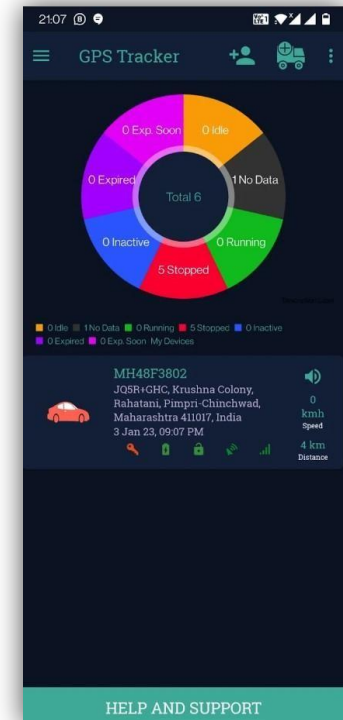 21:07
GPS Tracker
0 Exp. Soon
0 Idle
0 Expired
1 No Data
Total 6
0 Inactive
0 Running
5 Stopped
0 Idle 1 No Data 0 Running 5 Stopped 0 Inactive
0 Expired 0 Exp. Soon My Devices
MH48F3802
JQ5R+GHC, Krushna Colony,
Rahatani, Pimpri-Chinchwad,
Maharashtra 411017, India
3 Jan 23, 09:07 PM
0
kmh
Speed
4 km
Distance
HELP AND SUPPORT